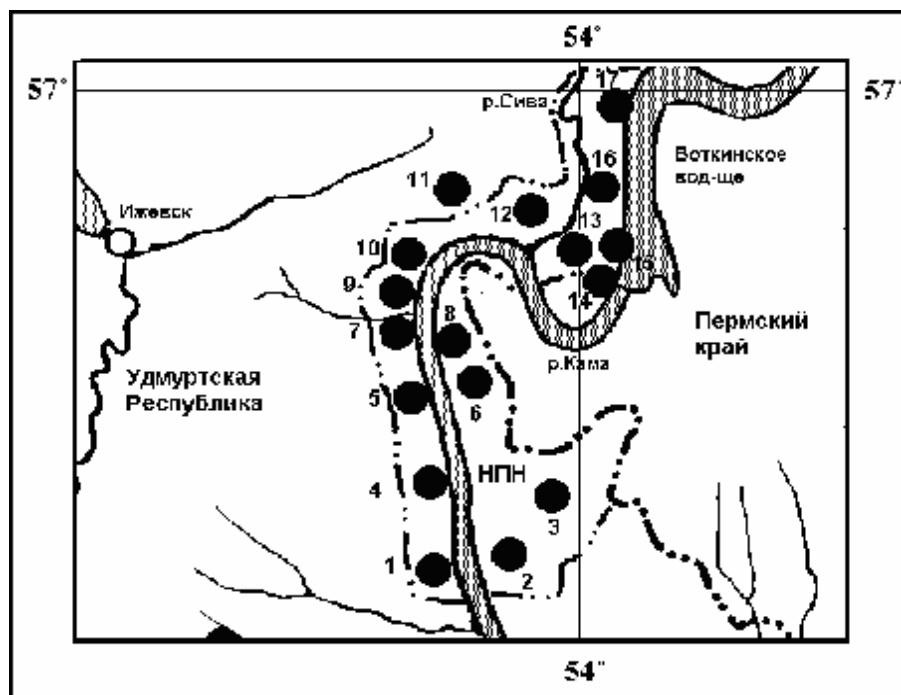 54°
57°
57°
17
р.Сива
Воткинское
вод-ще
16
11
12
Ижевск
13
10
15
9
14
8
7
Пермский
край
р.Кама
Удмуртская
Республика
5
6
НПН
4
3
1
2
54°